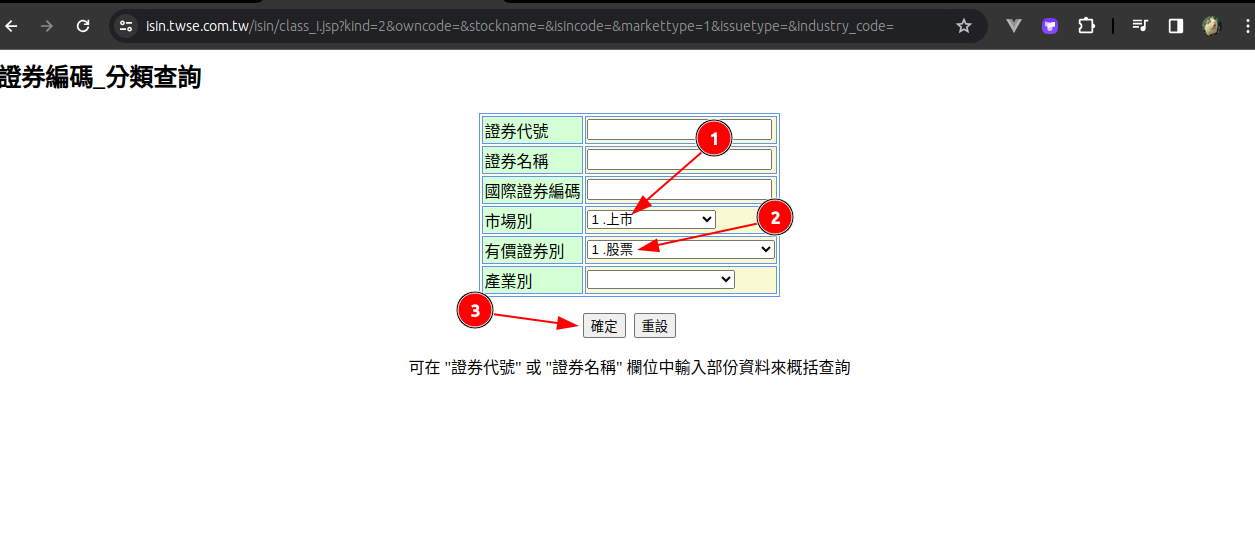 isin.twse.com.tw/isin/class_i.jsp?kind=2&owncode=&stockname=&isincode=&markettype=1&issuetype=&industry_code=
證券編碼_分類查詢
證券代號
1
證券名稱
國際證券編碼
市場別 1 .上市
2
有價證券別 1 .股票
產業別
3
確定 重設
可在 "證券代號" 或 "證券名稱" 欄位中輸入部份資料來概括查詢